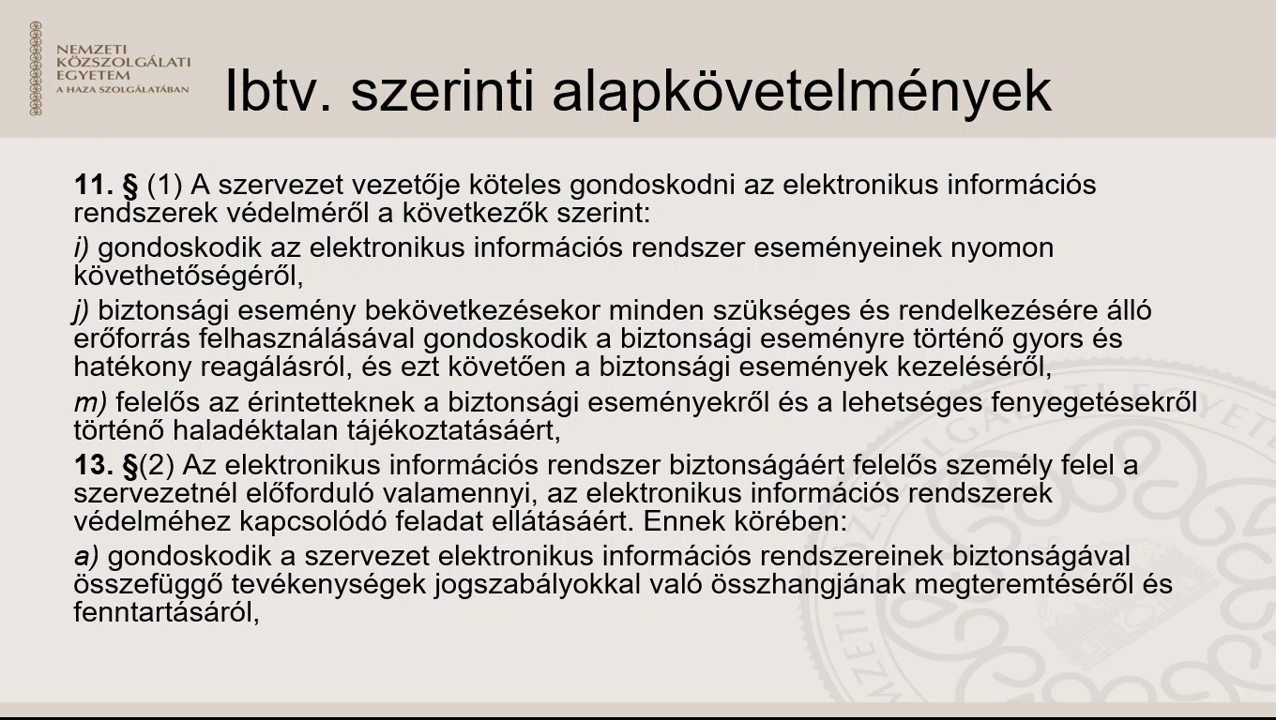 NEMZETI
KÖZSZOLGÁLATI
EGYETEM
A HAZA SZOLGÁLATÁBAN
Ibtv. szerinti alapkövetelmények
11. § (1) A szervezet vezetője köteles gondoskodni az elektronikus információs
rendszerek védelméről a következők szerint:
i) gondoskodik az elektronikus információs rendszer eseményeinek nyomon
követhetőségéről,
j) biztonsági esemény bekövetkezésekor minden szükséges és rendelkezésére álló
erőforrás felhasználásával gondoskodik a biztonsági eseményre történő gyors és
hatékony reagálásról, és ezt követően a biztonsági események kezeléséről,
m) felelős az érintetteknek a biztonsági eseményekről és a lehetséges fenyegetésekről
történő haladéktalan tájékoztatásáért,
13. §(2) Az elektronikus információs rendszer biztonságáért felelős személy felel a
szervezetnél előforduló valamennyi, az elektronikus információs rendszerek
védelméhez kapcsolódó feladat ellátásáért. Ennek körében:
a) gondoskodik a szervezet elektronikus információs rendszereinek biztonságával
összefüggő tevékenységek jogszabályokkal való összhangjának megteremtéséről és
fenntartásáról,